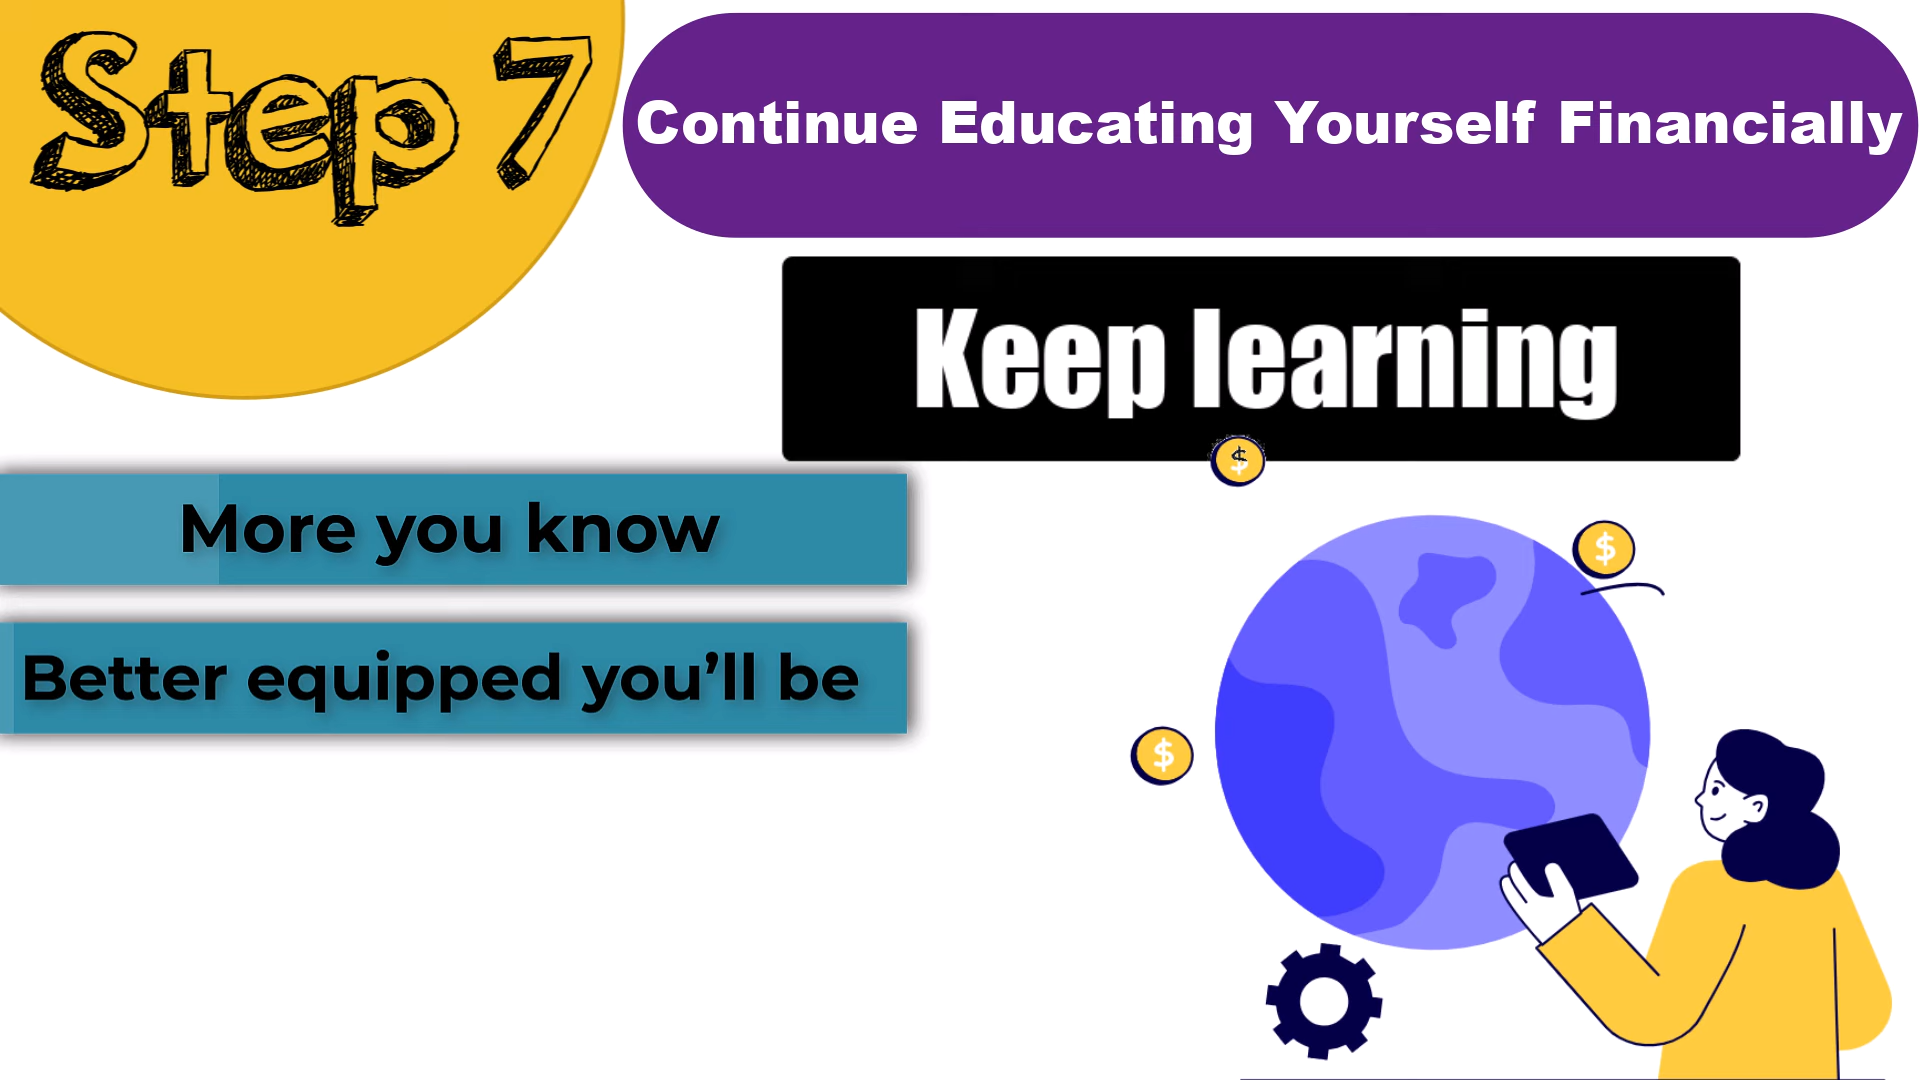 Step 7
Continue Educating Yourself Financially
Keep learning
$
$
More you know
Better equipped you’ll be
$